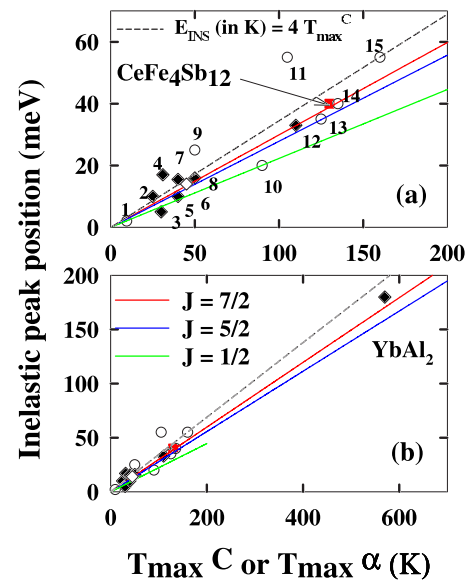 Inelastic peak position (meV)
E_INS (in K) = 4 T_max^C
CeFe4Sb12
1 2 3 4 5 6 7 8 9 10 11 12 13 14 15
(a)
60
40
20
0
0 50 100 150 200
J = 7/2
J = 5/2
J = 1/2
YbAl2
(b)
200
150
100
50
0
0 200 400 600
Tmax C or Tmax α (K)